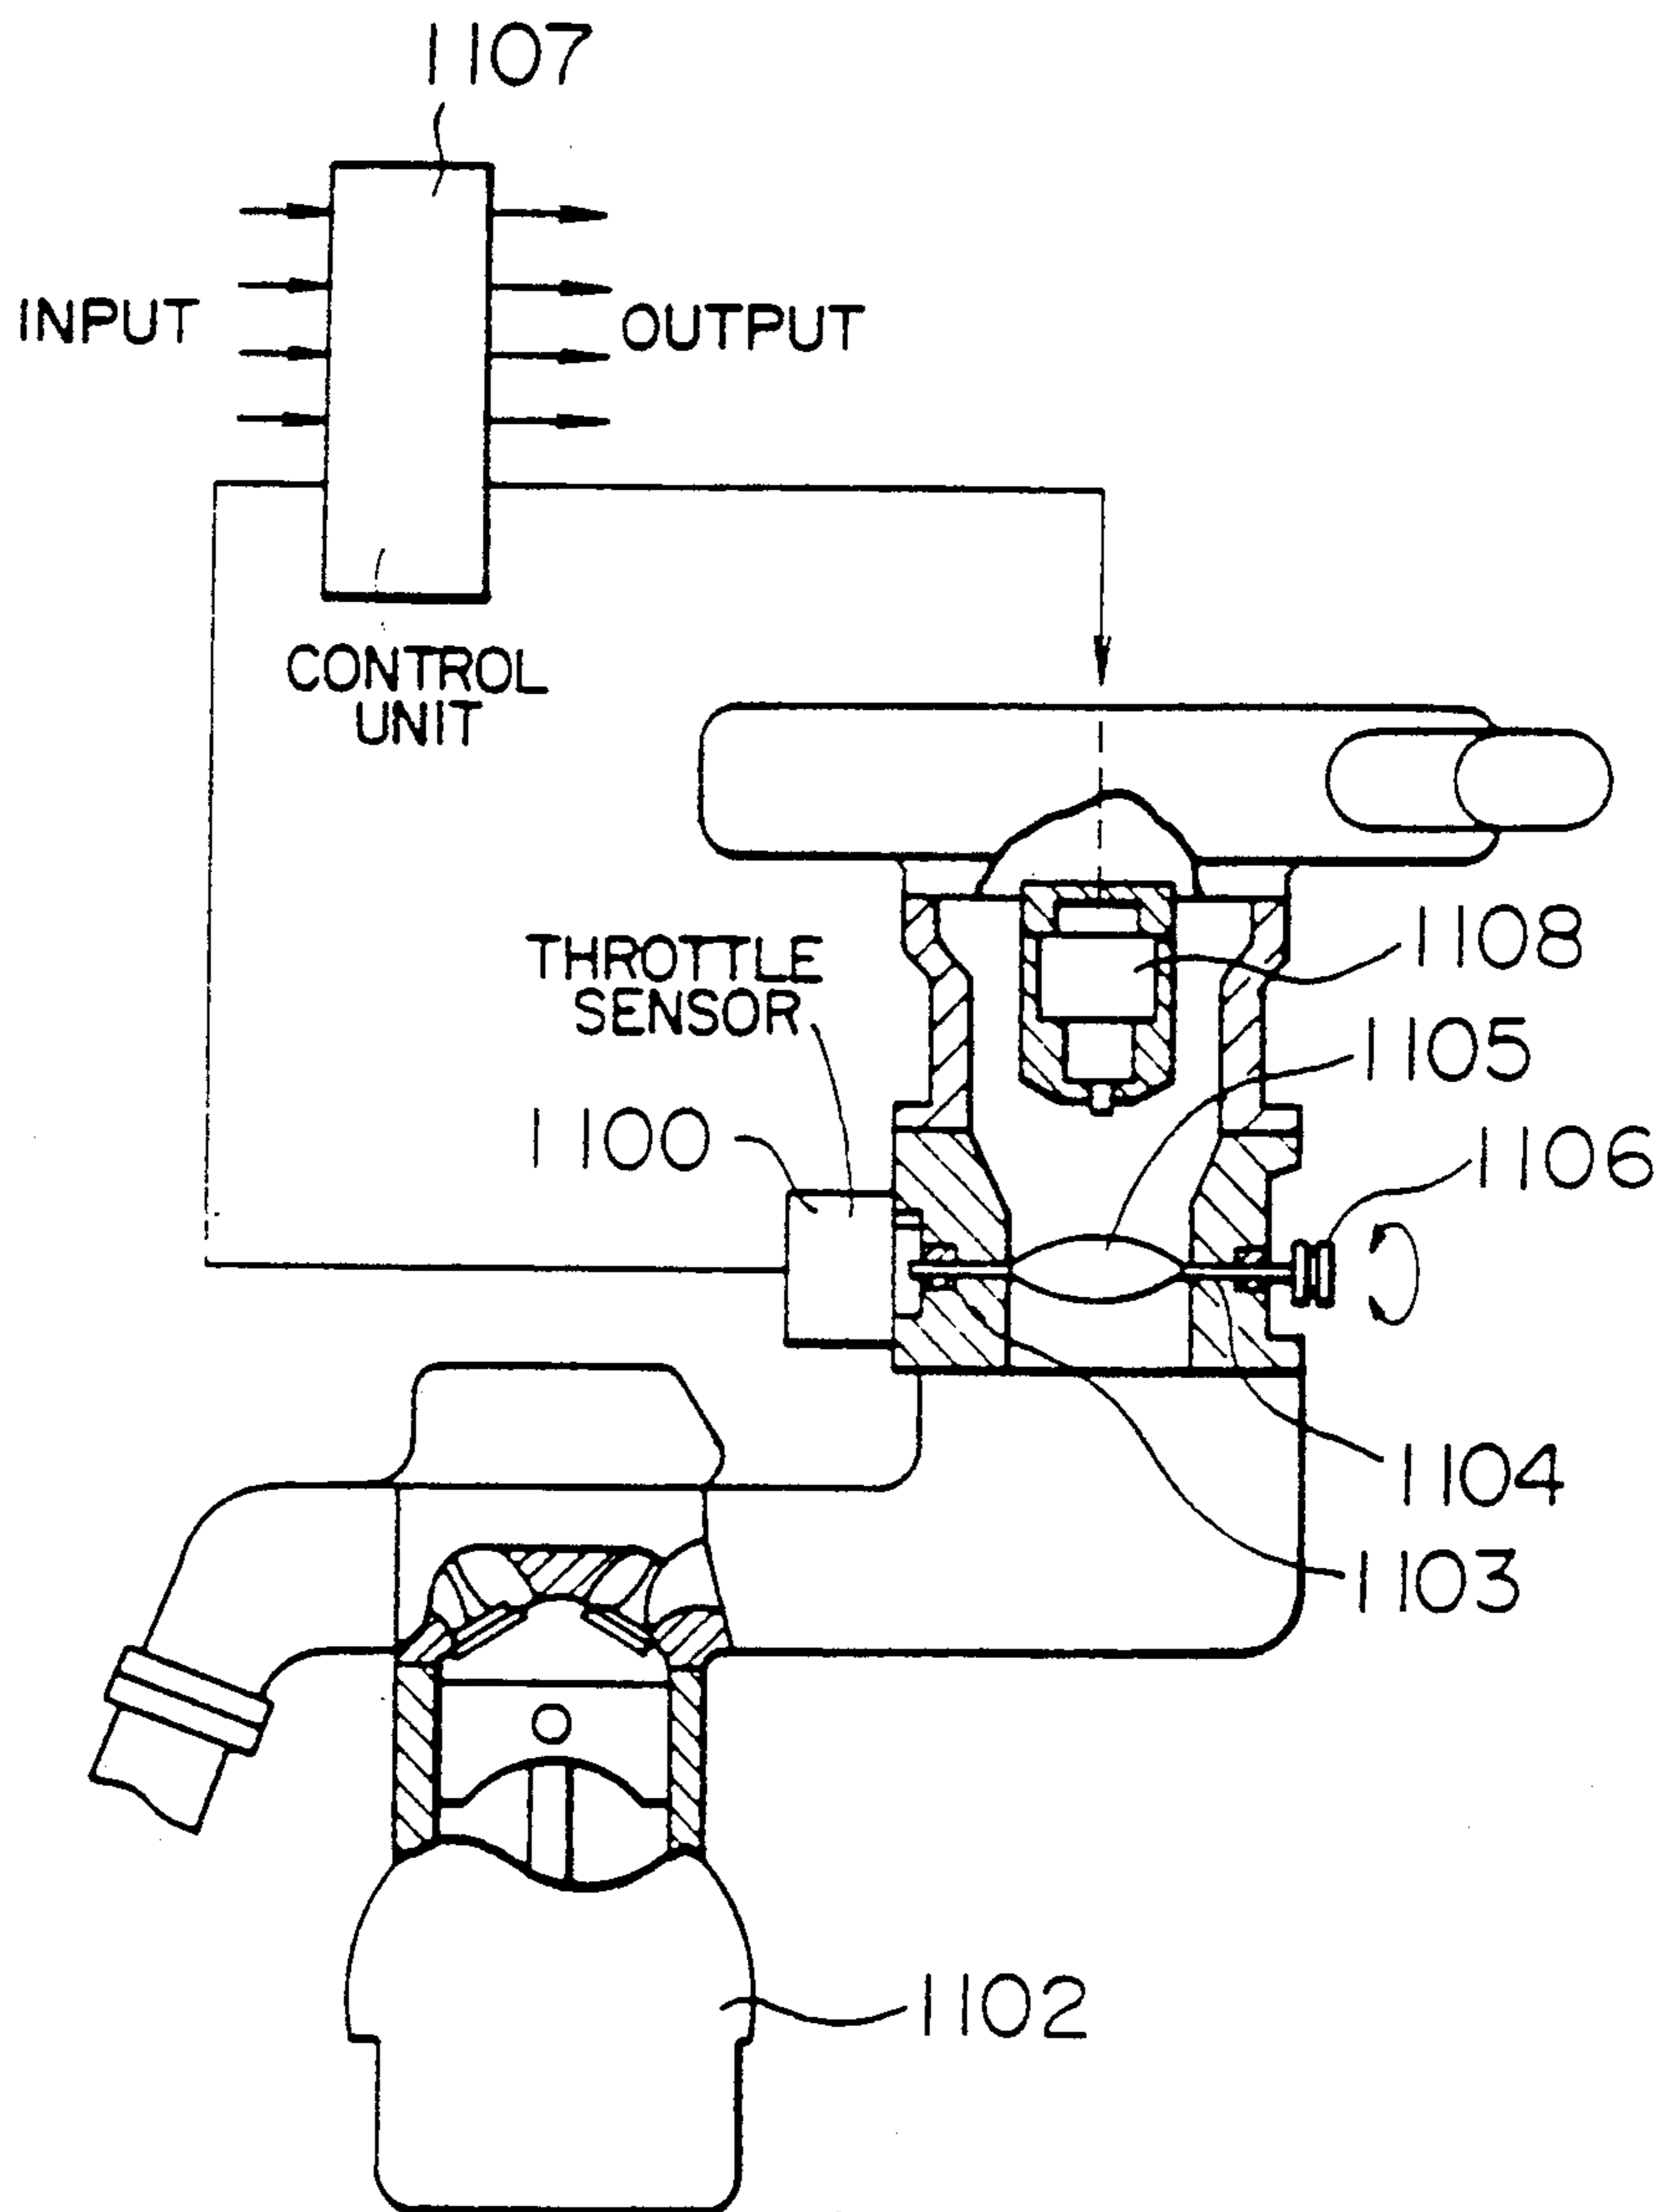 1107
INPUT
OUTPUT
CONTROL
UNIT
THROTTLE
SENSOR
1108
1105
1100
1106
1104
1103
1102